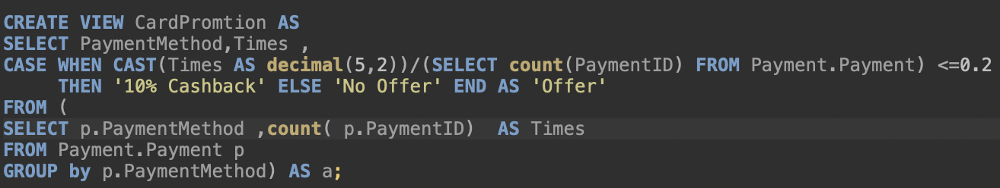 CREATE VIEW CardPromtion AS
SELECT PaymentMethod,Times ,
CASE WHEN CAST(Times AS decimal(5,2))/(SELECT count(PaymentID) FROM Payment.Payment) <=0.2
     THEN '10% Cashback' ELSE 'No Offer' END AS 'Offer'
FROM (
SELECT p.PaymentMethod ,count( p.PaymentID)  AS Times
FROM Payment.Payment p
GROUP by p.PaymentMethod) AS a;